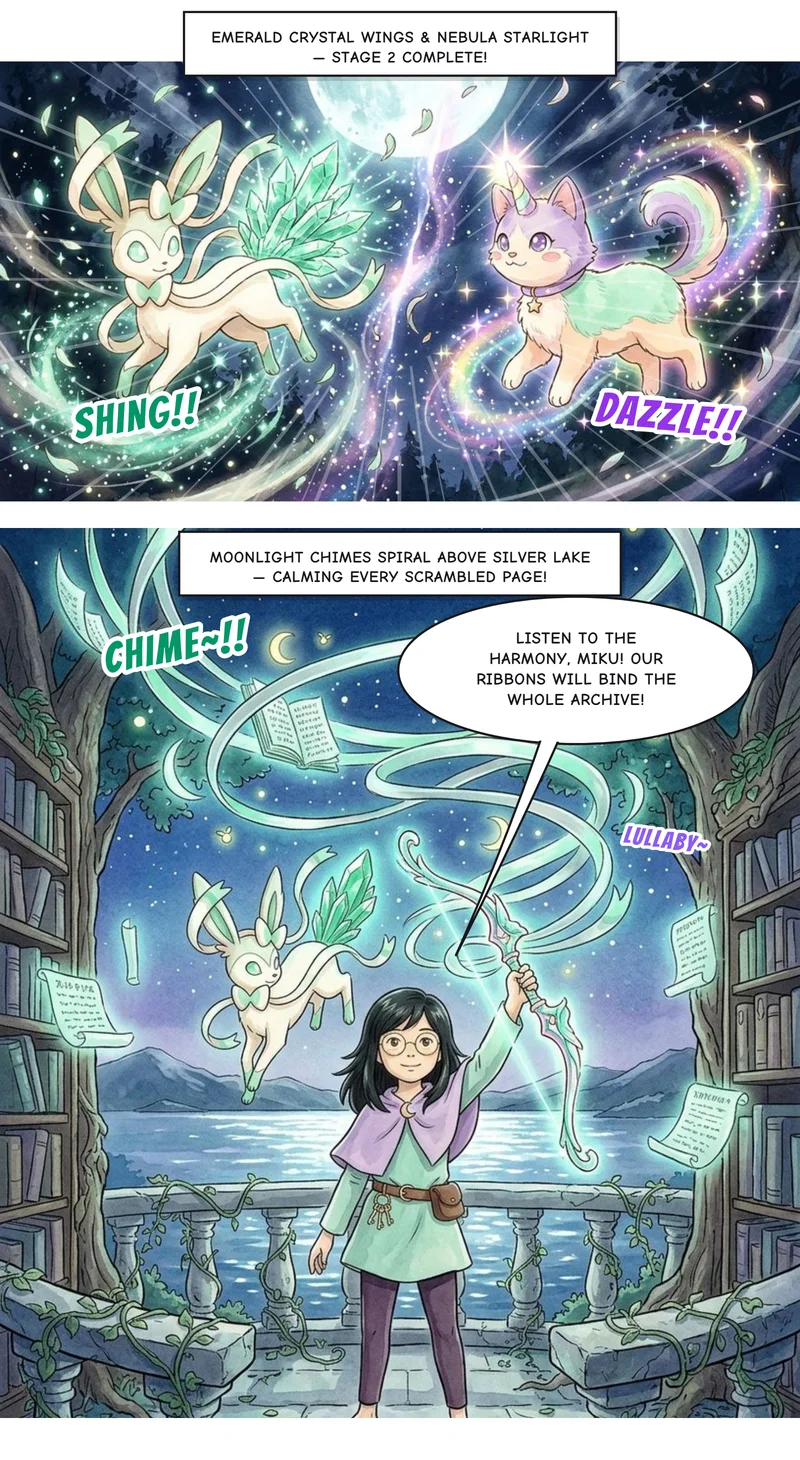 EMERALD CRYSTAL WINGS & NEBULA STARLIGHT
— STAGE 2 COMPLETE!
SHING!!
DAZZLE!!
MOONLIGHT CHIMES SPIRAL ABOVE SILVER LAKE
— CALMING EVERY SCRAMBLED PAGE!
CHIME~!!
LISTEN TO THE
HARMONY, MIKU! OUR
RIBBONS WILL BIND THE
WHOLE ARCHIVE!
LULLABY~